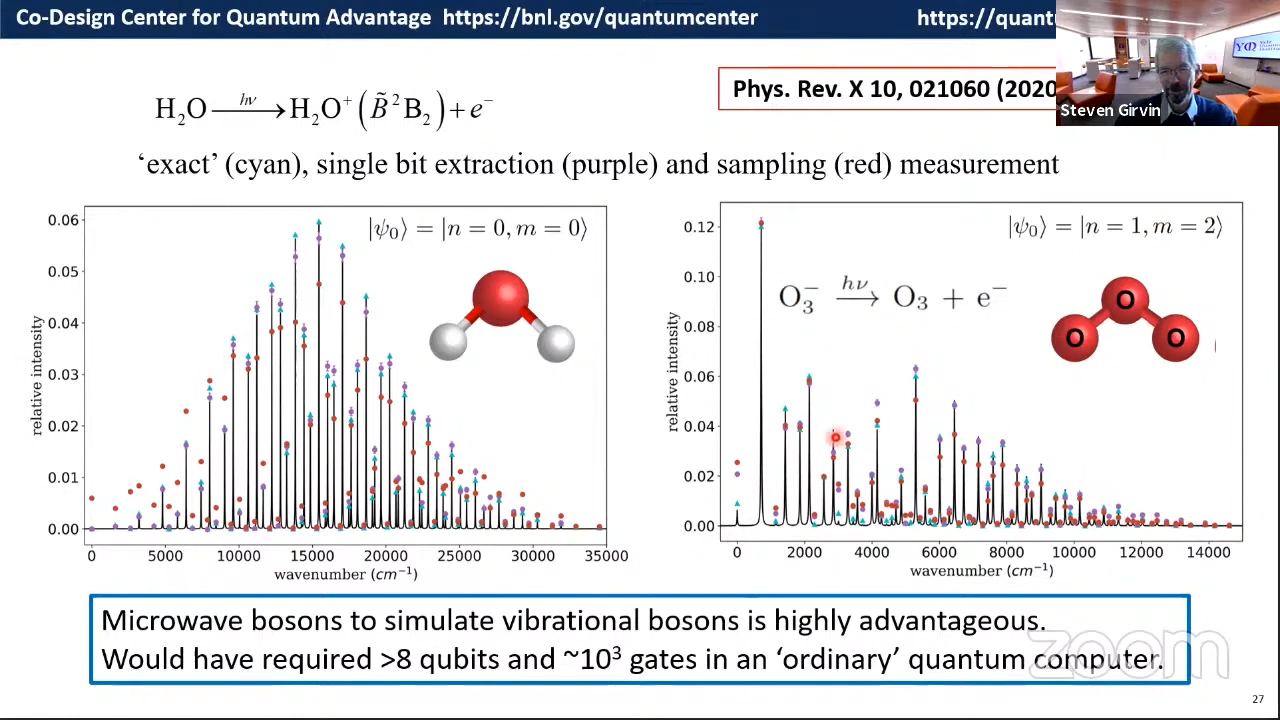 Co-Design Center for Quantum Advantage https://bnl.gov/quantumcenter https://quant
Steven Girvin
H₂O —hν→ H₂O⁺ (B̃ ²B₂) + e⁻
Phys. Rev. X 10, 021060 (2020
‘exact’ (cyan), single bit extraction (purple) and sampling (red) measurement
|ψ₀⟩ = |n = 0, m = 0⟩
relative intensity
0.06
0.05
0.04
0.03
0.02
0.01
0.00
0 5000 10000 15000 20000 25000 30000 35000
wavenumber (cm⁻¹)
|ψ₀⟩ = |n = 1, m = 2⟩
O₃⁻ —hν→ O₃ + e⁻
O
O O
relative intensity
0.12
0.10
0.08
0.06
0.04
0.02
0.00
0 2000 4000 6000 8000 10000 12000 14000
wavenumber (cm⁻¹)
Microwave bosons to simulate vibrational bosons is highly advantageous.
Would have required >8 qubits and ~10³ gates in an ‘ordinary’ quantum computer.
zoom
27